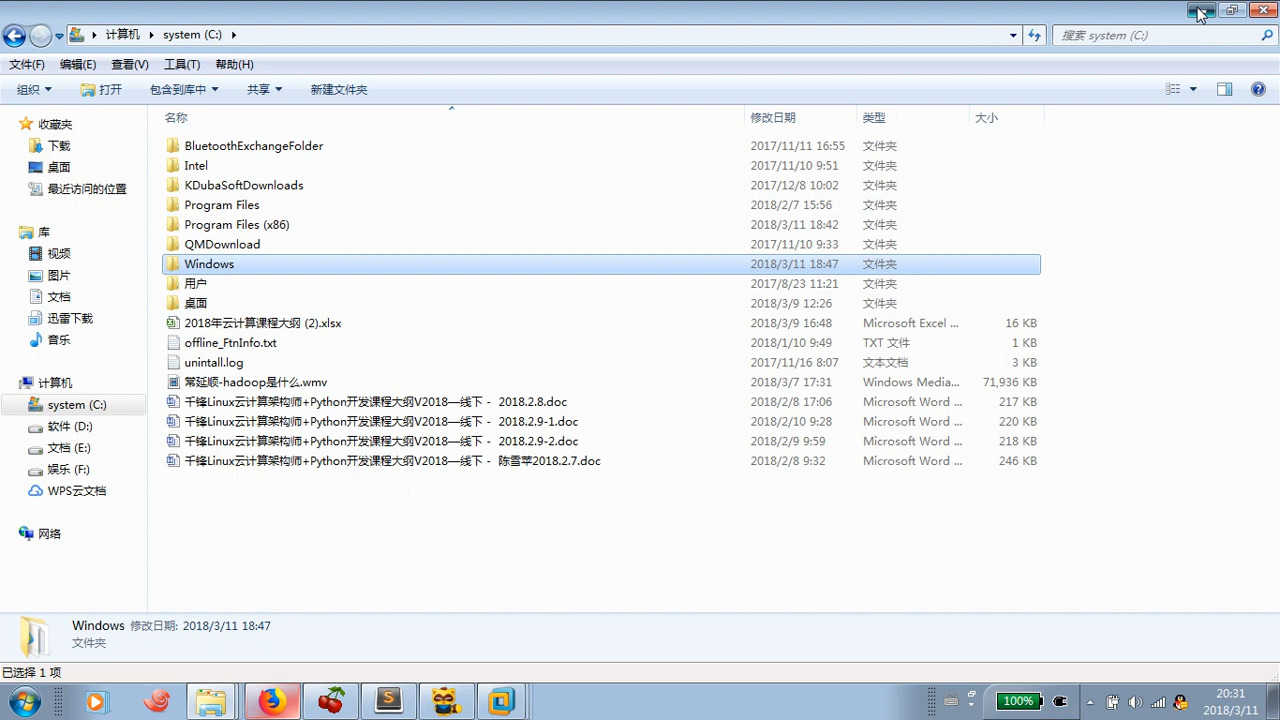 计算机 system (C:)
搜索 system (C:)
文件(F) 编辑(E) 查看(V) 工具(T) 帮助(H)
组织 打开 包含到库中 共享 新建文件夹
名称 修改日期 类型 大小
收藏夹
下载
桌面
最近访问的位置
库
视频
图片
文档
迅雷下载
音乐
计算机
system (C:)
软件 (D:)
文档 (E:)
娱乐 (F:)
WPS云文档
网络
BluetoothExchangeFolder 2017/11/11 16:55 文件夹
Intel 2017/11/10 9:51 文件夹
KDubaSoftDownloads 2017/12/8 10:02 文件夹
Program Files 2018/2/7 15:56 文件夹
Program Files (x86) 2018/3/11 18:42 文件夹
QMDownload 2017/11/10 9:33 文件夹
Windows 2018/3/11 18:47 文件夹
用户 2017/8/23 11:21 文件夹
桌面 2018/3/9 12:26 文件夹
2018年云计算课程大纲 (2).xlsx 2018/3/9 16:48 Microsoft Excel ... 16 KB
offline_FtnInfo.txt 2018/1/10 9:49 TXT 文件 1 KB
unintall.log 2017/11/16 8:07 文本文档 3 KB
常延顺-hadoop是什么.wmv 2018/3/7 17:31 Windows Media... 71,936 KB
千锋Linux云计算架构师+Python开发课程大纲V2018—线下 - 2018.2.8.doc 2018/2/8 17:06 Microsoft Word ... 217 KB
千锋Linux云计算架构师+Python开发课程大纲V2018—线下 - 2018.2.9-1.doc 2018/2/10 9:28 Microsoft Word ... 220 KB
千锋Linux云计算架构师+Python开发课程大纲V2018—线下 - 2018.2.9-2.doc 2018/2/9 9:59 Microsoft Word ... 218 KB
千锋Linux云计算架构师+Python开发课程大纲V2018—线下 - 陈雪苹2018.2.7.doc 2018/2/8 9:32 Microsoft Word ... 246 KB
Windows 修改日期: 2018/3/11 18:47
文件夹
已选择 1 项
100%
20:31
2018/3/11